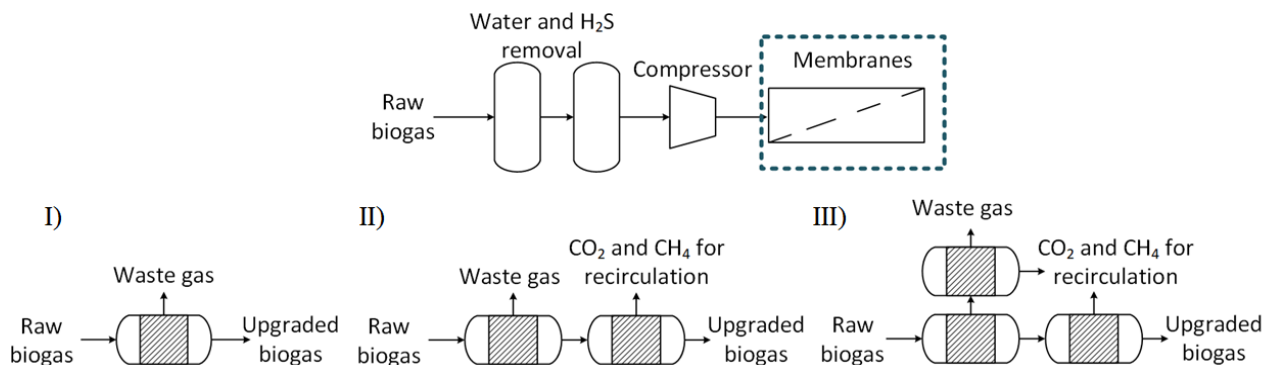 Water and H₂S
removal
Compressor
Membranes
Raw
biogas
I)
II)
III)
Waste gas
Raw
biogas
Upgraded
biogas
Waste gas
CO₂ and CH₄ for
recirculation
Raw
biogas
Upgraded
biogas
Waste gas
CO₂ and CH₄ for
recirculation
Raw
biogas
Upgraded
biogas